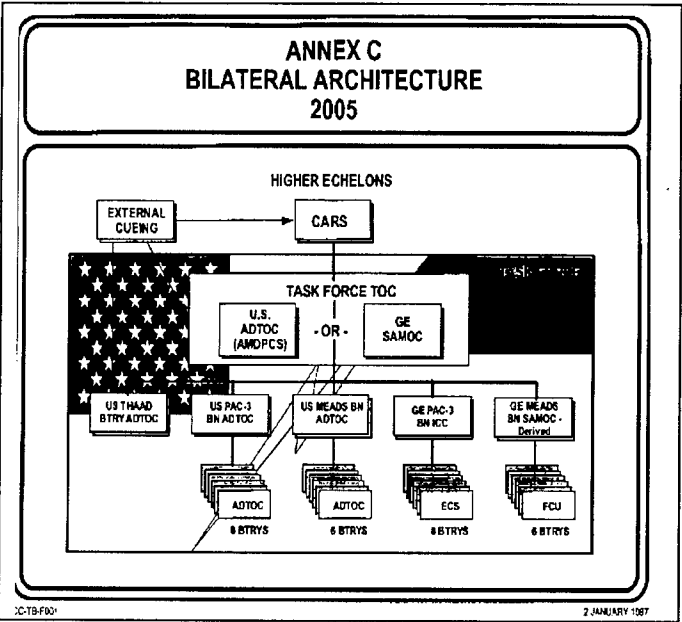 ANNEX C
BILATERAL ARCHITECTURE
2005
HIGHER ECHELONS
EXTERNAL
CUEING
CARS
TASK FORCE TOC
U.S.
ADTOC
(AMDPCS)
- OR -
GE
SAMOC
US THAAD
BTRY ADTOC
US PAC-3
BN ADTOC
US MEADS BN
ADTOC
GE PAC-3
BN ICC
GE MEADS
BN SAMOC -
Derived
ADTOC
ADTOC
ECS
FCU
BTRYS
6 BTRYS
BTRYS
6 BTRYS
2 JANUARY 1997